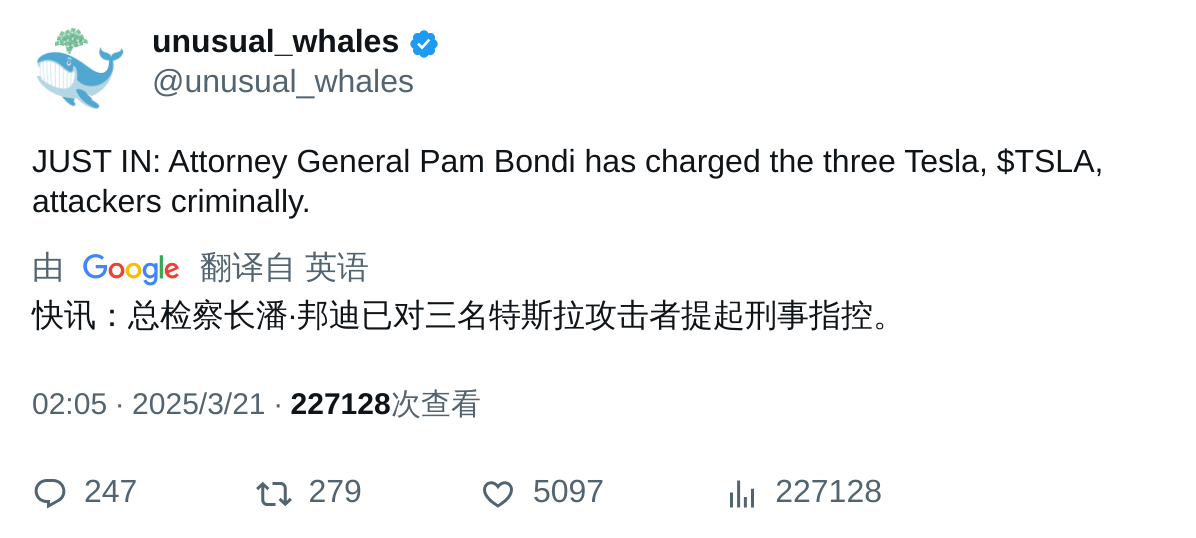 unusual_whales
@unusual_whales
JUST IN: Attorney General Pam Bondi has charged the three Tesla, $TSLA,
attackers criminally.
由 Google 翻译自 英语
快讯：总检察长潘·邦迪已对三名特斯拉攻击者提起刑事指控。
02:05 · 2025/3/21 · 227128次查看
247 279 5097 227128